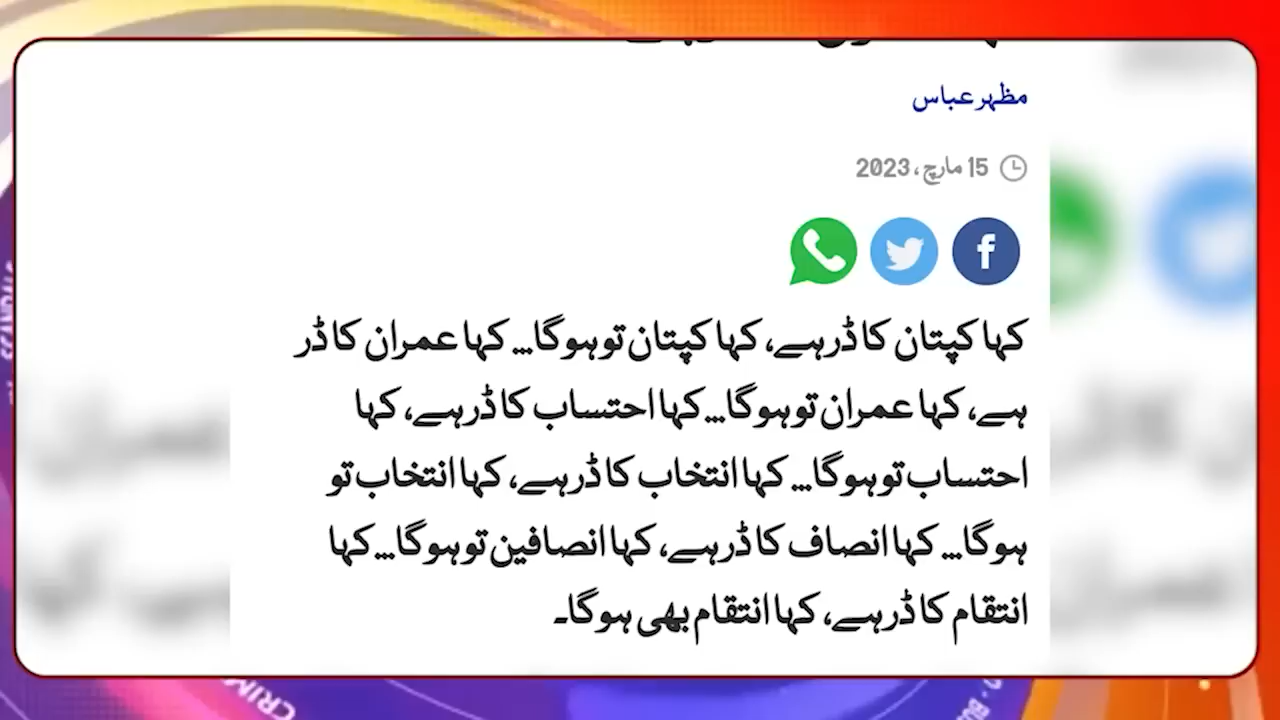 مظہر عباس
15 مارچ، 2023
کہا کپتان کا ڈر ہے، کہا کپتان تو ہوگا... کہا عمران کا ڈر
ہے، کہا عمران تو ہوگا... کہا احتساب کا ڈر ہے، کہا
احتساب تو ہوگا... کہا انتخاب کا ڈر ہے، کہا انتخاب تو
ہوگا... کہا انصاف کا ڈر ہے، کہا انصافین تو ہوگا... کہا
انتقام کا ڈر ہے، کہا انتقام بھی ہوگا۔
CRIM